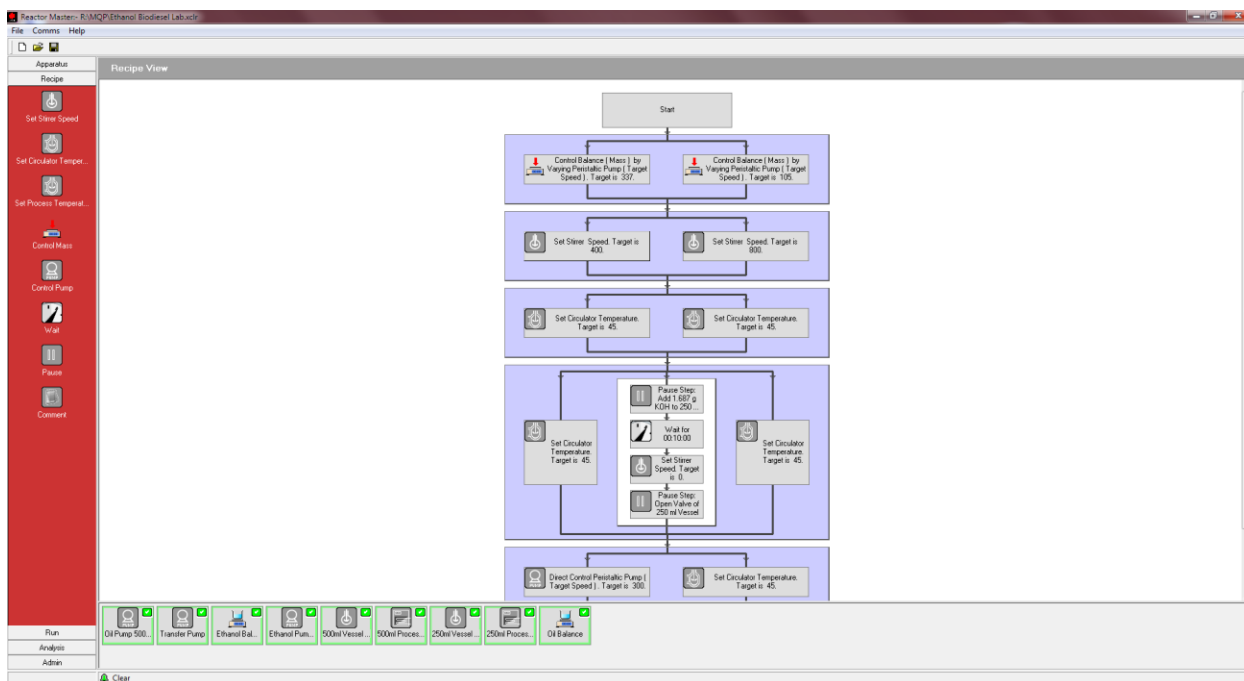 Reactor Master:- R:\MQP\Ethanol Biodiesel Lab.xclr
File Comms Help
Apparatus
Recipe
Recipe View
Set Stirrer Speed
Set Circulator Temper...
Set Process Temperat...
Control Mass
Control Pump
Wait
Pause
Comment
Start
Control Balance ( Mass ) by
Varying Peristaltic Pump ( Target
Speed ) . Target is 337.
Control Balance ( Mass ) by
Varying Peristaltic Pump ( Target
Speed ) . Target is 105.
Set Stirrer Speed. Target is
400.
Set Stirrer Speed. Target is
800.
Set Circulator Temperature.
Target is 45.
Set Circulator Temperature.
Target is 45.
Set Circulator
Temperature.
Target is 45.
Pause Step:
Add 1.687 g
KOH to 250 ...
Wait for
00:10:00
Set Stirrer
Speed. Target
is 0.
Pause Step:
Open Valve of
250 ml Vessel
Set Circulator
Temperature.
Target is 45.
Direct Control Peristaltic Pump (
Target Speed ) . Target is 300.
Set Circulator Temperature.
Target is 45.
Oil Pump 500...
Transfer Pump
Ethanol Bal...
Ethanol Pum...
500ml Vessel ...
500ml Proces...
250ml Vessel ...
250ml Proces...
Oil Balance
Run
Analysis
Admin
Clear